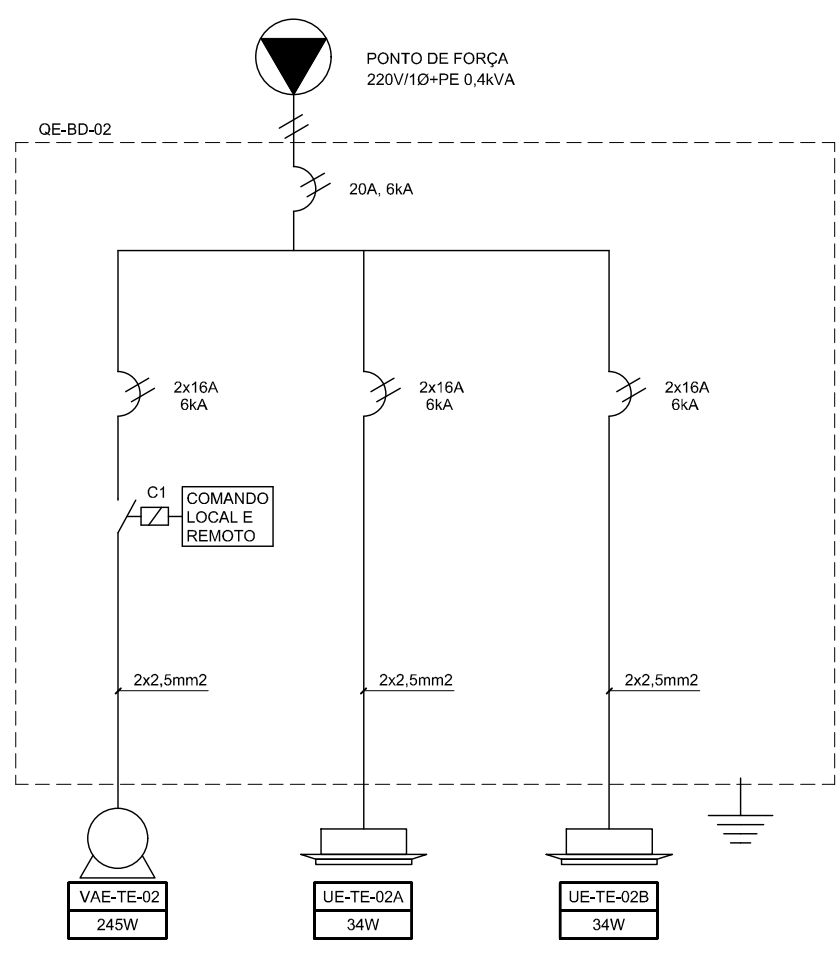 PONTO DE FORÇA
220V/1Ø+PE 0,4kVA
QE-BD-02
20A, 6kA
2x16A
6kA
2x16A
6kA
2x16A
6kA
C1
COMANDO
LOCAL E
REMOTO
2x2,5mm2
2x2,5mm2
2x2,5mm2
VAE-TE-02
245W
UE-TE-02A
34W
UE-TE-02B
34W